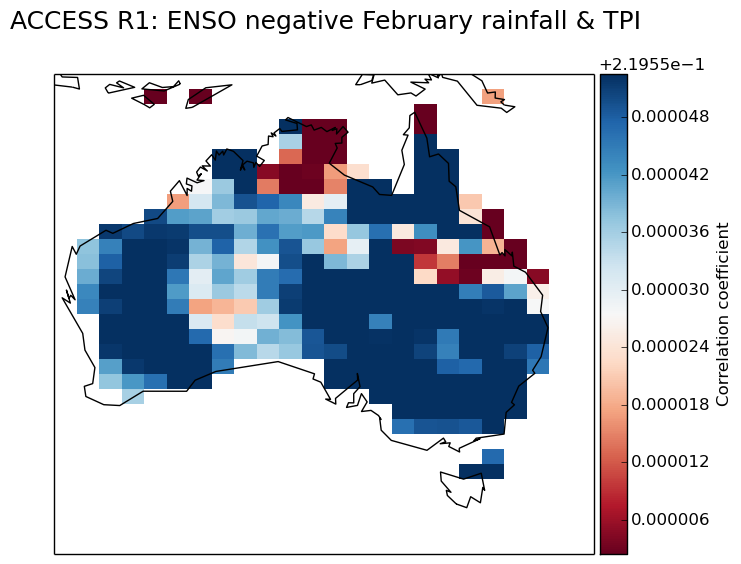 ACCESS R1: ENSO negative February rainfall & TPI
+2.1955e−1
0.000048
0.000042
0.000036
0.000030
0.000024
0.000018
0.000012
0.000006
Correlation coefficient